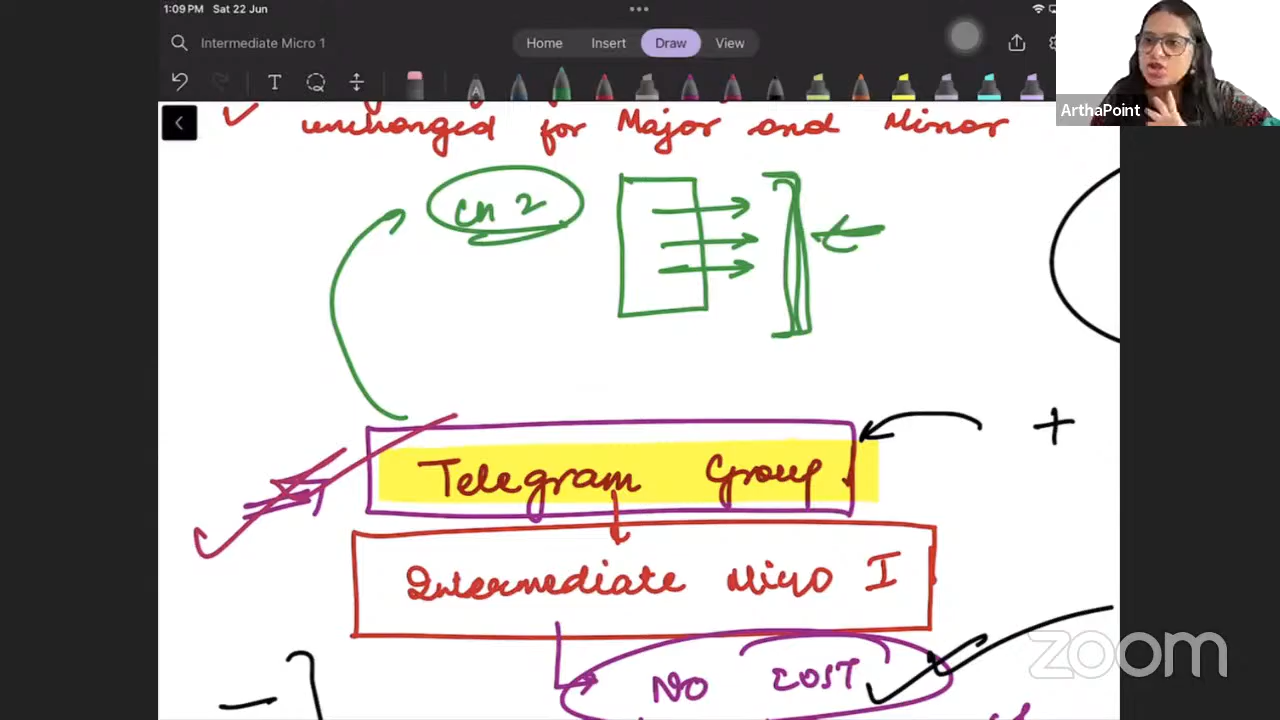 1:09 PM Sat 22 Jun
Intermediate Micro 1
Home Insert Draw View
ArthaPoint
unchanged for Major and Minor
CH 2
Telegram Group
Intermediate Micro I
NO COST
zoom